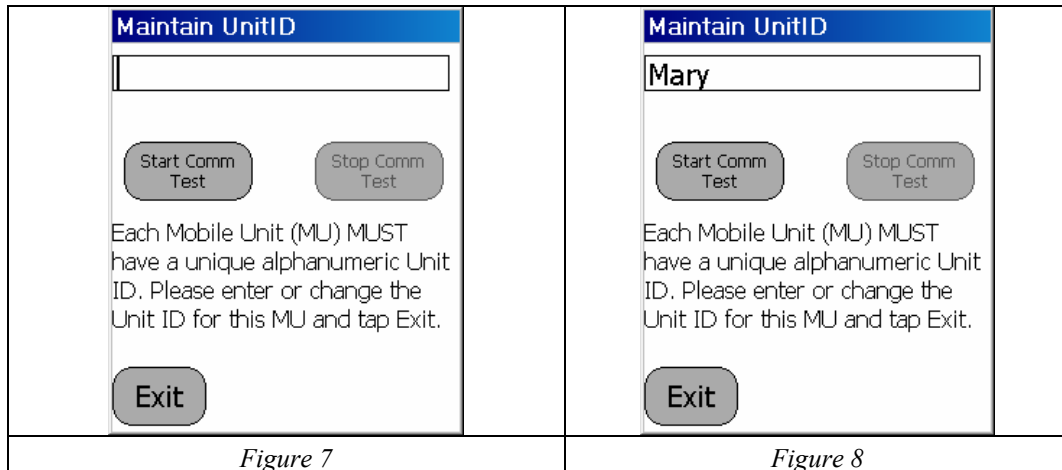 Maintain UnitID
Start Comm
Test
Stop Comm
Test
Each Mobile Unit (MU) MUST
have a unique alphanumeric Unit
ID. Please enter or change the
Unit ID for this MU and tap Exit.
Exit
Figure 7
Maintain UnitID
Mary
Start Comm
Test
Stop Comm
Test
Each Mobile Unit (MU) MUST
have a unique alphanumeric Unit
ID. Please enter or change the
Unit ID for this MU and tap Exit.
Exit
Figure 8